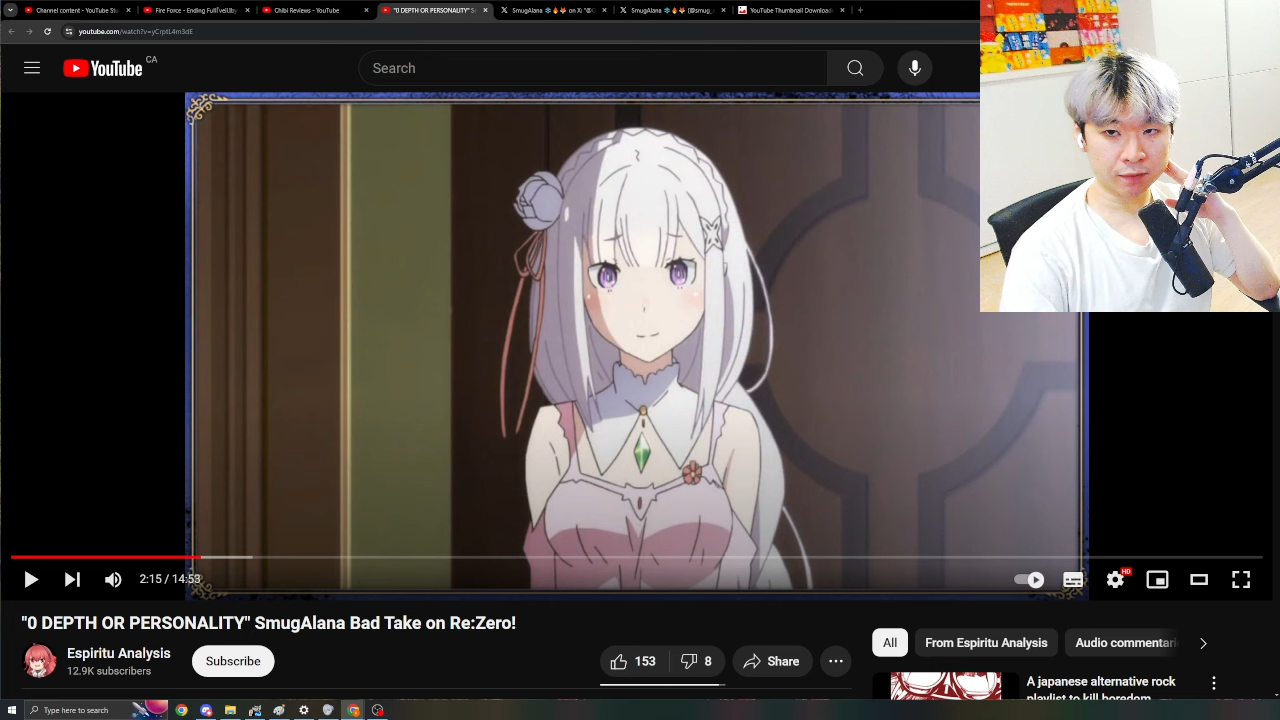 Channel content - YouTube Stu
Fire Force - Ending Full
Chibi Reviews - YouTube
"0 DEPTH OR PERSONALITY" S
SmugAlana
on X: "@C
SmugAlana
(@smug_
YouTube Thumbnail Download
youtube.com/watch?v=yCrptL4m3dE
YouTube
CA
Search
2:15 / 14:53
HD
"0 DEPTH OR PERSONALITY" SmugAlana Bad Take on Re:Zero!
Espiritu Analysis
12.9K subscribers
Subscribe
153
8
Share
All
From Espiritu Analysis
Audio commentari
A japanese alternative rock
playlist to kill boredom
Type here to search